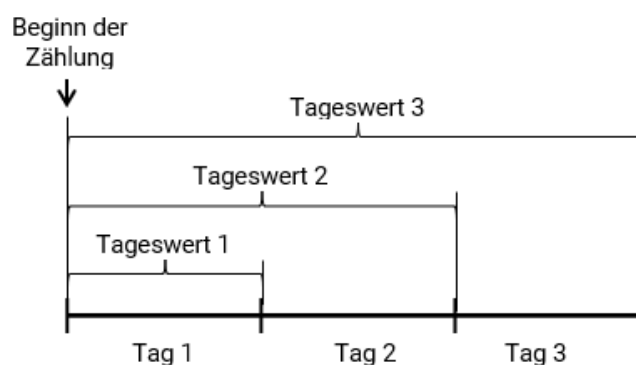 Beginn der
Zählung
Tageswert 3
Tageswert 2
Tageswert 1
Tag 1
Tag 2
Tag 3